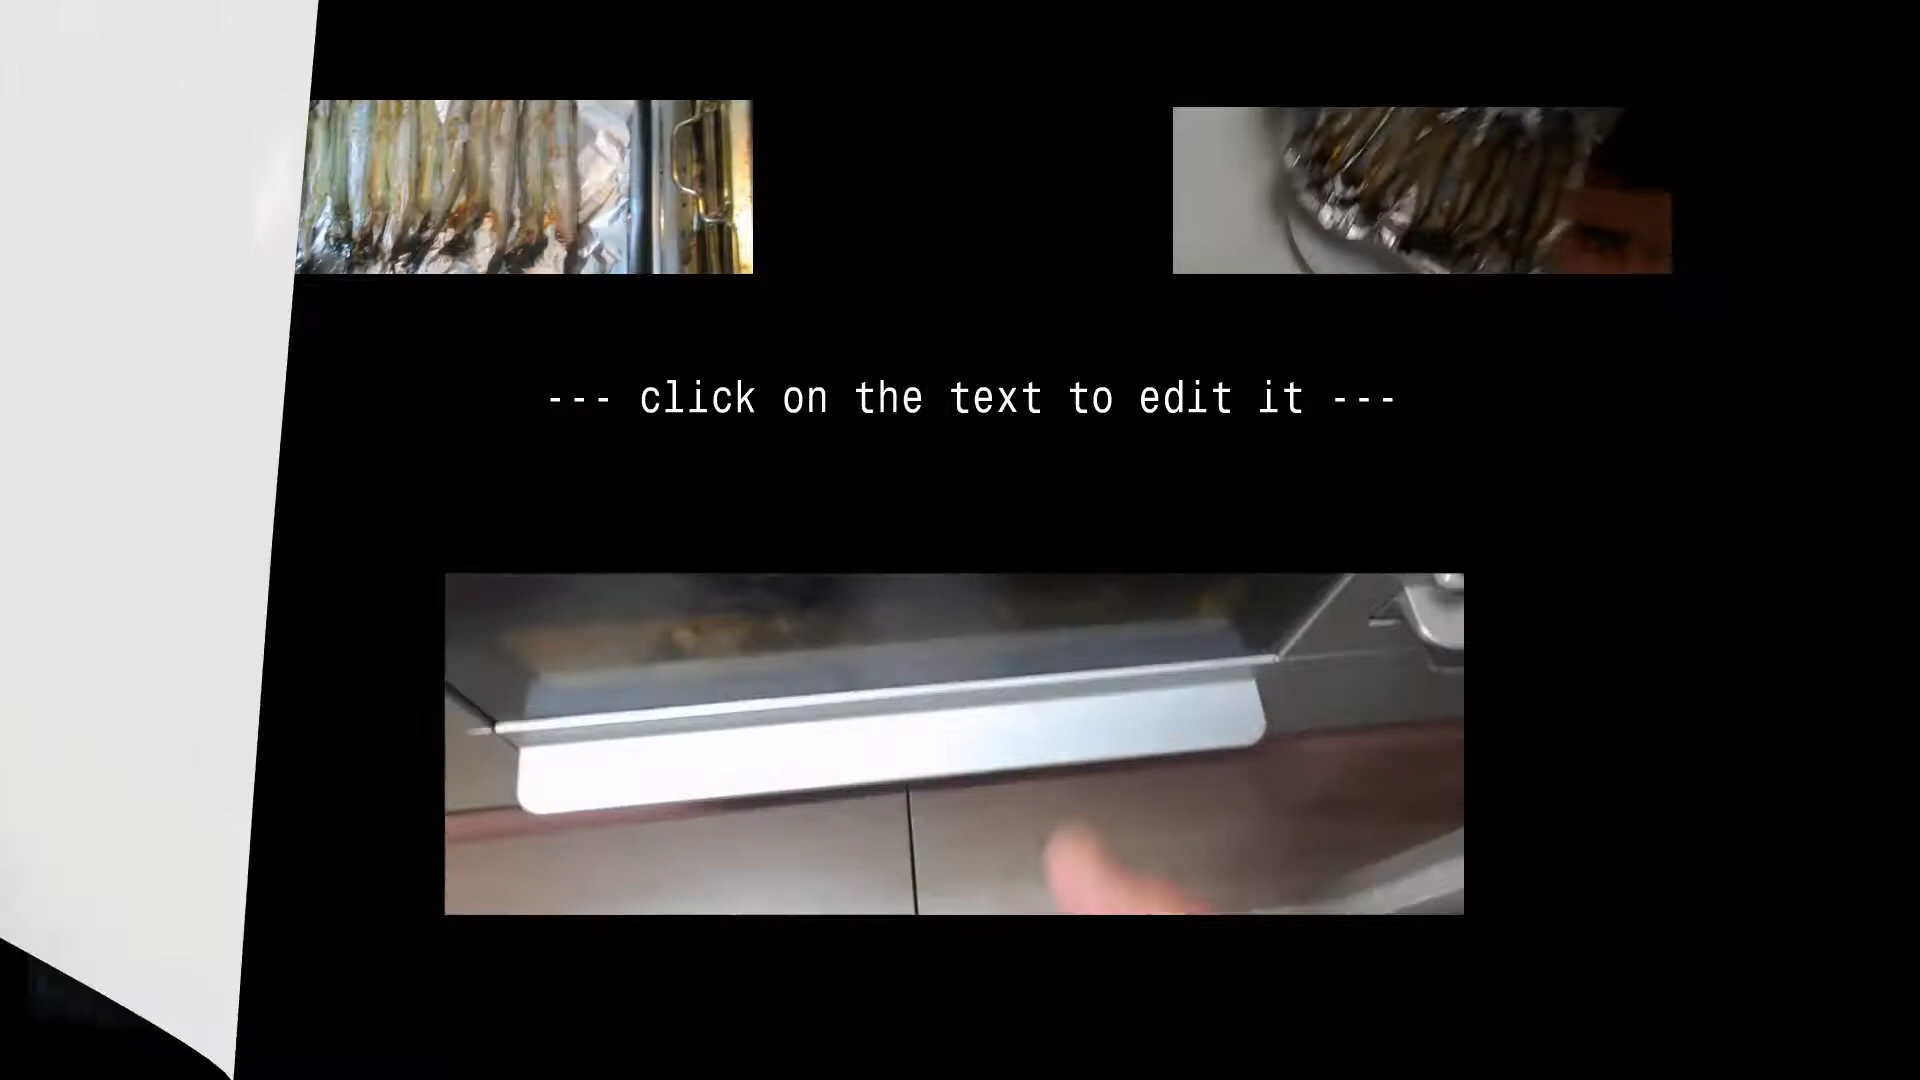 --- click on the text to edit it ---